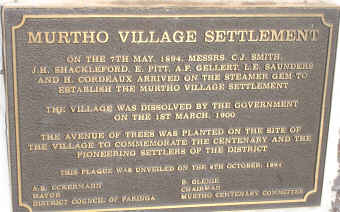 MURTHO VILLAGE SETTLEMENT
ON THE 7TH MAY, 1894, MESSRS. C.J. SMITH,
J.H. SHACKLEFORD, E. PITT, A.F. GELLERT, L.E. SAUNDERS
AND H. CORDEAUX ARRIVED ON THE STEAMER GEM TO
ESTABLISH THE MURTHO VILLAGE SETTLEMENT
THE VILLAGE WAS DISSOLVED BY THE GOVERNMENT
ON THE 1ST MARCH, 1900
THE AVENUE OF TREES WAS PLANTED ON THE SITE OF
THE VILLAGE TO COMMEMORATE THE CENTENARY AND THE
PIONEERING SETTLERS OF THE DISTRICT
THIS PLAQUE WAS UNVEILED ON THE OCTOBER,
A.B. ECKERMANN
MAYOR
DISTRICT COUNCIL OF PARINGA
GLENIE
CHAIRMAN
MURTHO CENTENARY COMMITTEE